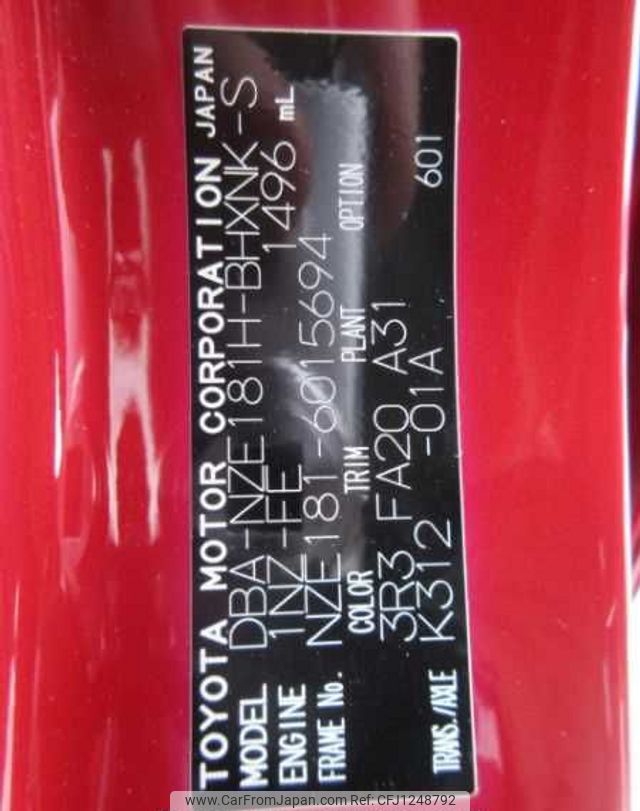 TOYOTA MOTOR CORPORATION JAPAN
MODEL DBA-NZE181H-BHXNK-S
ENGINE 1NZ-FE 1496 mL
FRAME No. NZE181-6015694
COLOR TRIM PLANT OPTION
3R3 FA20 A31
TRANS./AXLE K312 -01A 601
www.CarFromJapan.com | CFJ1248792